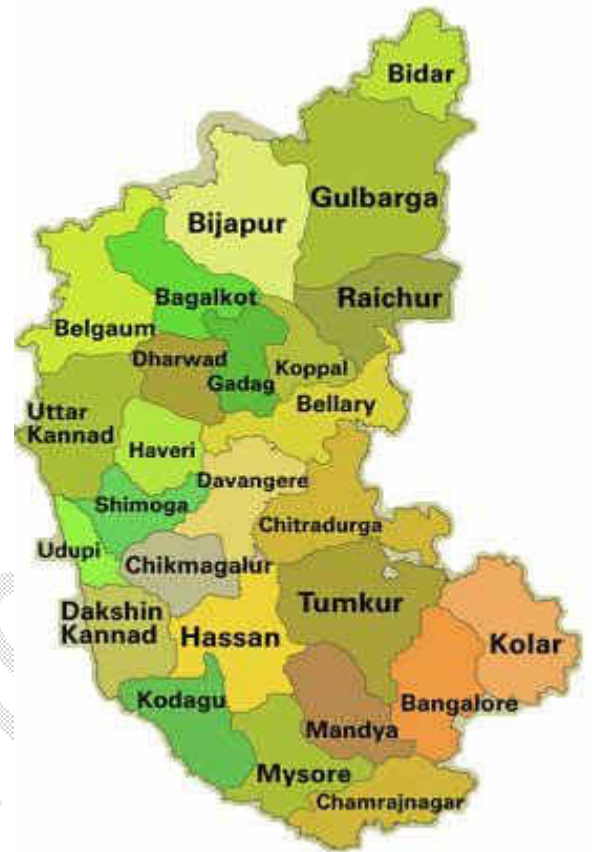 Bidar
Gulbarga
Bijapur
Raichur
Bagalkot
Belgaum
Dharwad
Koppal
Gadag
Bellary
Uttar
Kannad
Haveri
Davangere
Shimoga
Chitradurga
Udupi
Chikmagalur
Tumkur
Dakshin
Kannad
Hassan
Kolar
Kodagu
Bangalore
Mandya
Mysore
Chamrajnagar